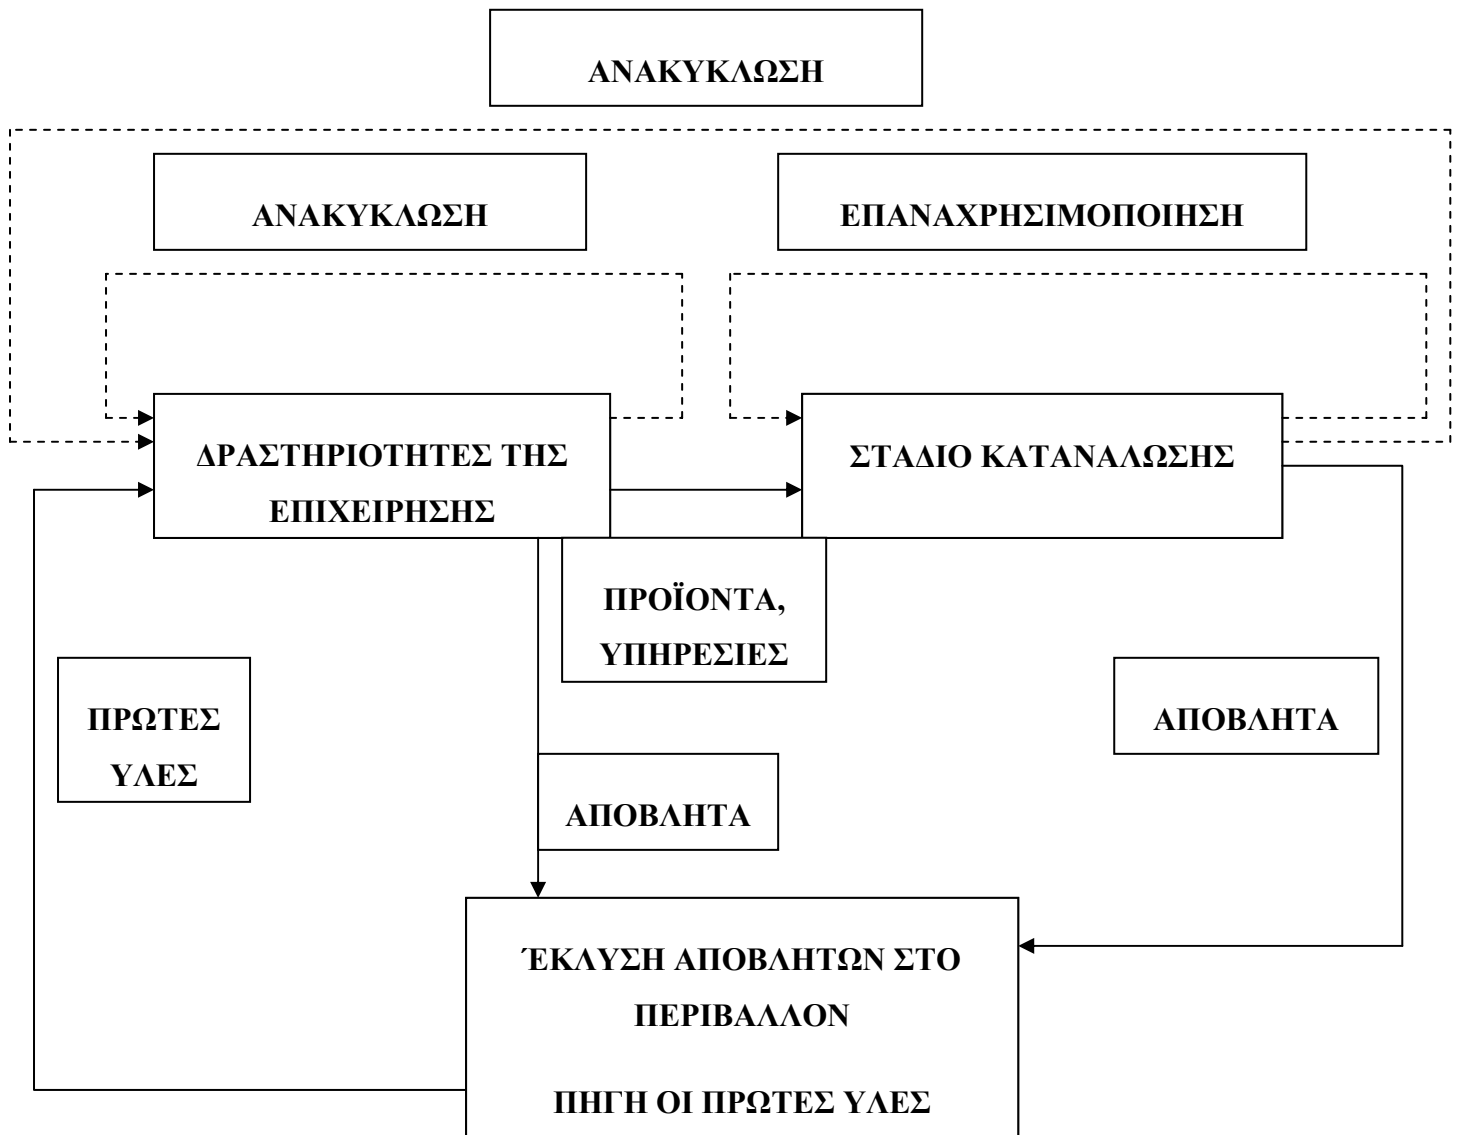 ΑΝΑΚΥΚΛΩΣΗ
ΑΝΑΚΥΚΛΩΣΗ
ΕΠΑΝΑΧΡΗΣΙΜΟΠΟΙΗΣΗ
ΔΡΑΣΤΗΡΙΟΤΗΤΕΣ ΤΗΣ
ΕΠΙΧΕΙΡΗΣΗΣ
ΣΤΑΔΙΟ ΚΑΤΑΝΑΛΩΣΗΣ
ΠΡΟΪΟΝΤΑ,
ΥΠΗΡΕΣΙΕΣ
ΠΡΩΤΕΣ
ΥΛΕΣ
ΑΠΟΒΛΗΤΑ
ΑΠΟΒΛΗΤΑ
ΈΚΛΥΣΗ ΑΠΟΒΛΗΤΩΝ ΣΤΟ
ΠΕΡΙΒΑΛΛΟΝ
ΠΗΓΗ ΟΙ ΠΡΩΤΕΣ ΥΛΕΣ